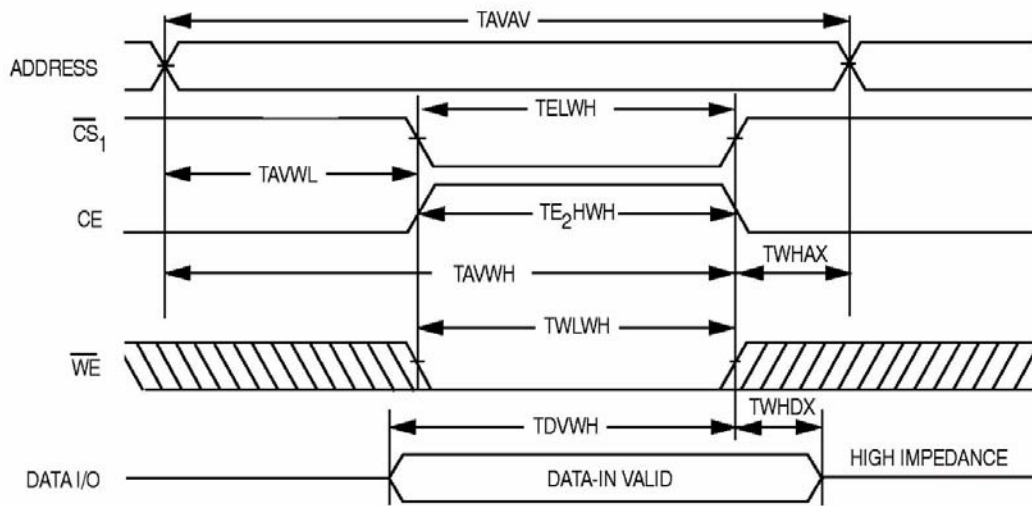 TAVAV
ADDRESS
TELWH
CS1
TAVWL
CE
TE2HWH
TWHAX
TAVWH
TWLWH
WE
TWHDX
TDVWH
HIGH IMPEDANCE
DATA I/O
DATA-IN VALID